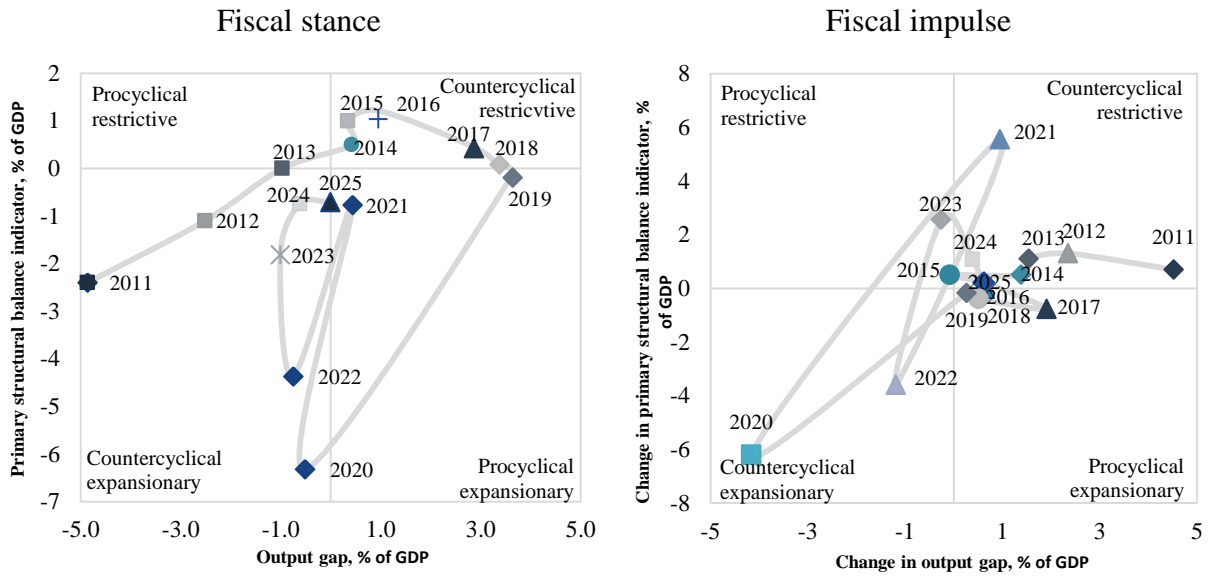 Fiscal stance
Primary structural balance indicator, % of GDP
2
1
0
-1
-2
-3
-4
-5
-6
-7
Procyclical
restrictive
Countercyclical
restricvtive
2015
2016
2013
2014
2017
2018
2019
2012
2024
2025
2021
2023
2011
2022
2020
Countercyclical
expansionary
Procyclical
expansionary
-5.0
-3.0
-1.0
1.0
3.0
5.0
Output gap, % of GDP
Fiscal impulse
Change in primary structural balance indicator, %
of GDP
8
6
4
2
0
-2
-4
-6
-8
Procyclical
restrictive
Countercyclical
restrictive
2021
2023
2024
2013
2012
2011
2015
2025
2014
2016
2019
2018
2017
2022
2020
Countercyclical
expansionary
Procyclical
expansionary
-5
-3
-1
1
3
5
Change in output gap, % of GDP